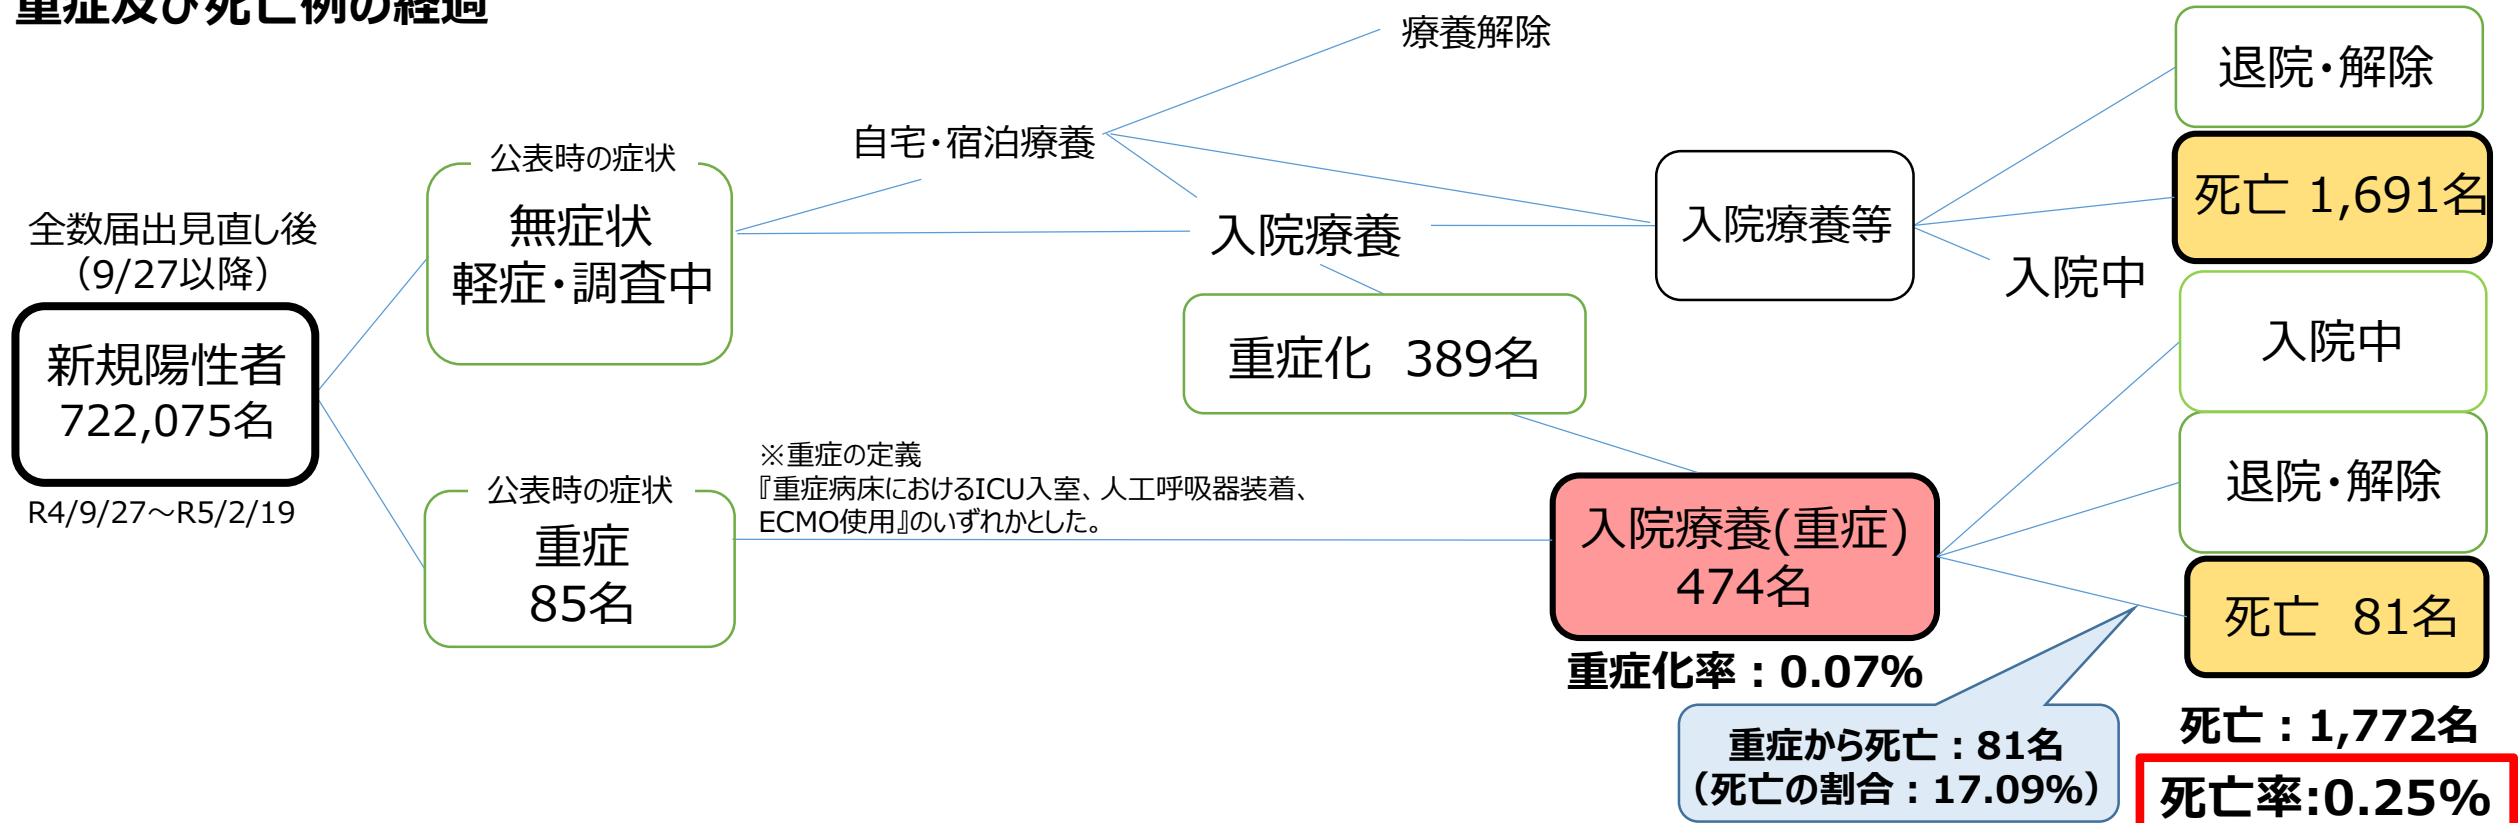 重症及び死亡例の経過
全数届出見直し後
（9/27以降）
新規陽性者
722,075名
R4/9/27～R5/2/19
公表時の症状
無症状
軽症・調査中
公表時の症状
重症
85名
自宅・宿泊療養
療養解除
入院療養
重症化　389名
※重症の定義
『重症病床におけるICU入室、人工呼吸器装着、
ECMO使用』のいずれかとした。
入院療養等
入院療養(重症)
474名
重症化率：0.07%
退院・解除
死亡 1,691名
入院中
入院中
退院・解除
死亡　81名
重症から死亡：81名
（死亡の割合：17.09%）
死亡：1,772名
死亡率:0.25%